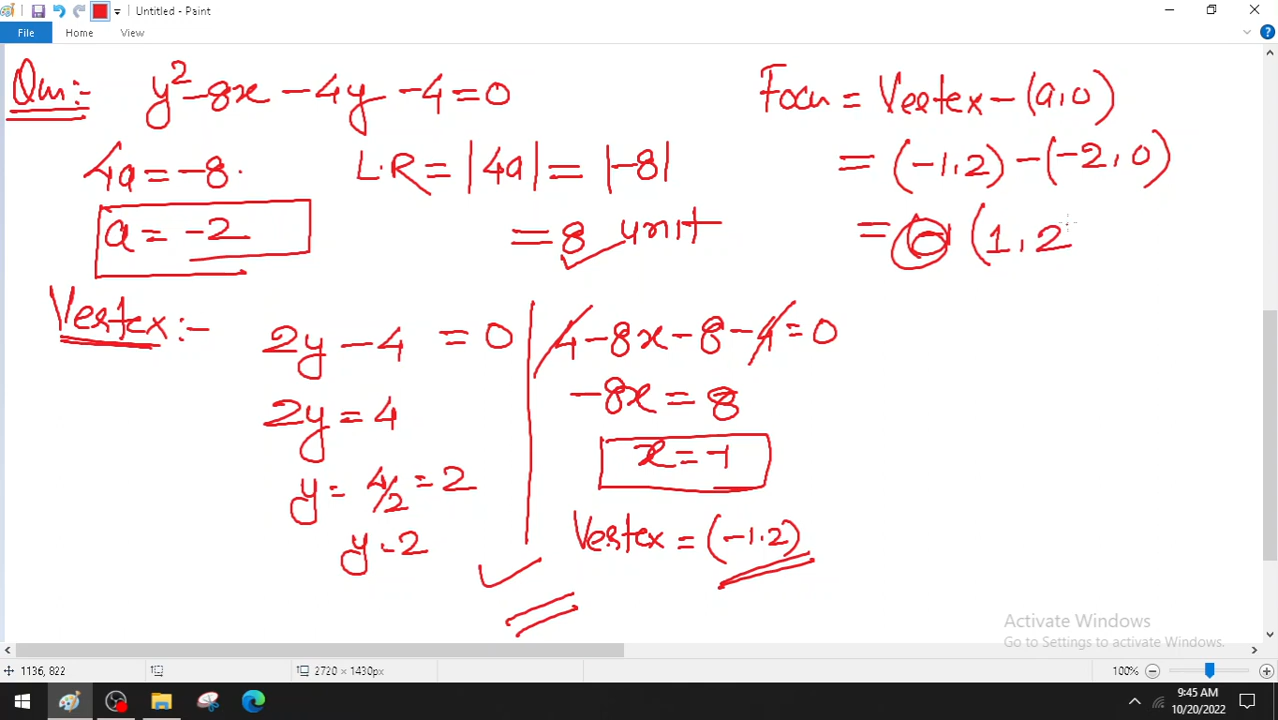 Untitled - Paint
File Home View
Qn:-
y²-8x-4y-4=0
4a=-8.
a=-2
L.R=|4a|=|-8|
=8 unit
Focu = Vertex-(a,0)
=(-1,2)-(-2,0)
= (1,2
Vertex:-
2y-4 =0
2y=4
y= 4/2=2
y=2
4-8x-8-4=0
-8x=8
x=-1
Vertex=(-1,2)
Activate Windows
Go to Settings to activate Windows.
1136, 822
2720 × 1430px
100%
9:45 AM
10/20/2022